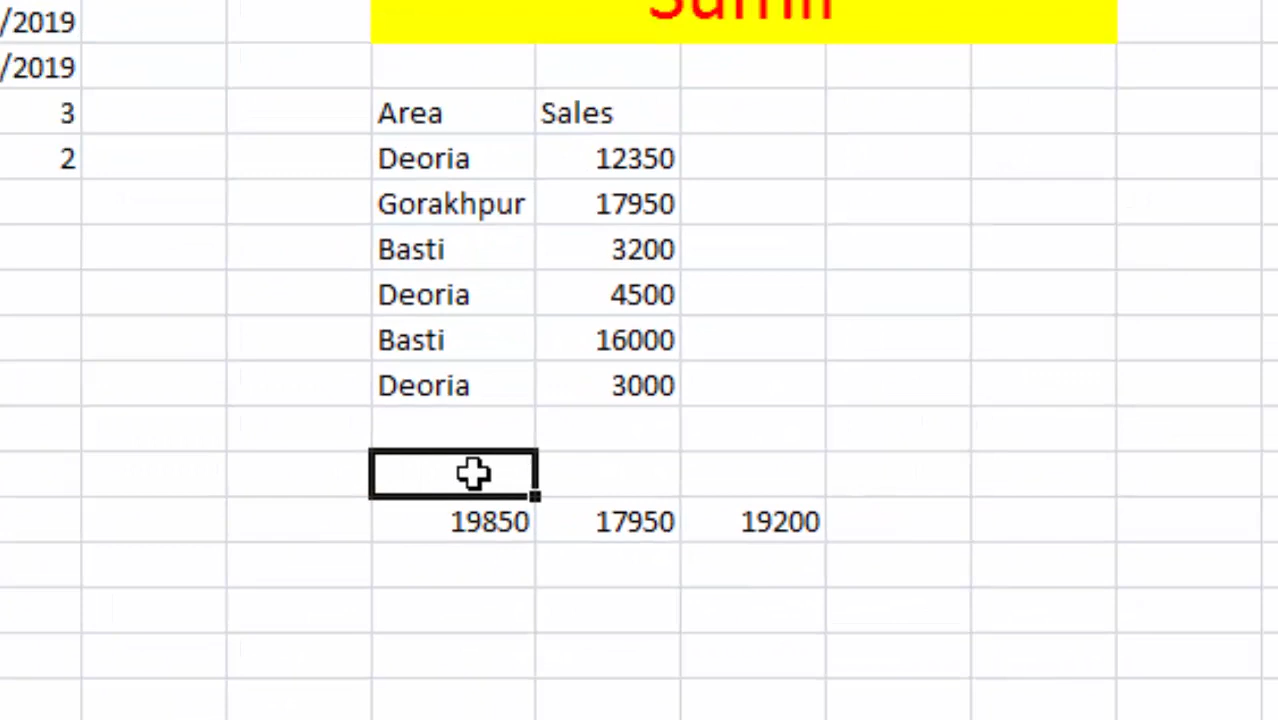 /2019
/2019
3 Area Sales
2 Deoria 12350
Gorakhpur 17950
Basti 3200
Deoria 4500
Basti 16000
Deoria 3000
19850 17950 19200